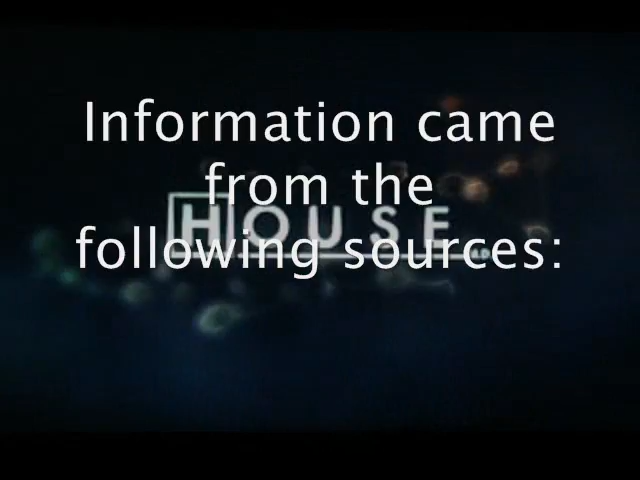 Information came
from the
HOUSE
following sources:
M.D.